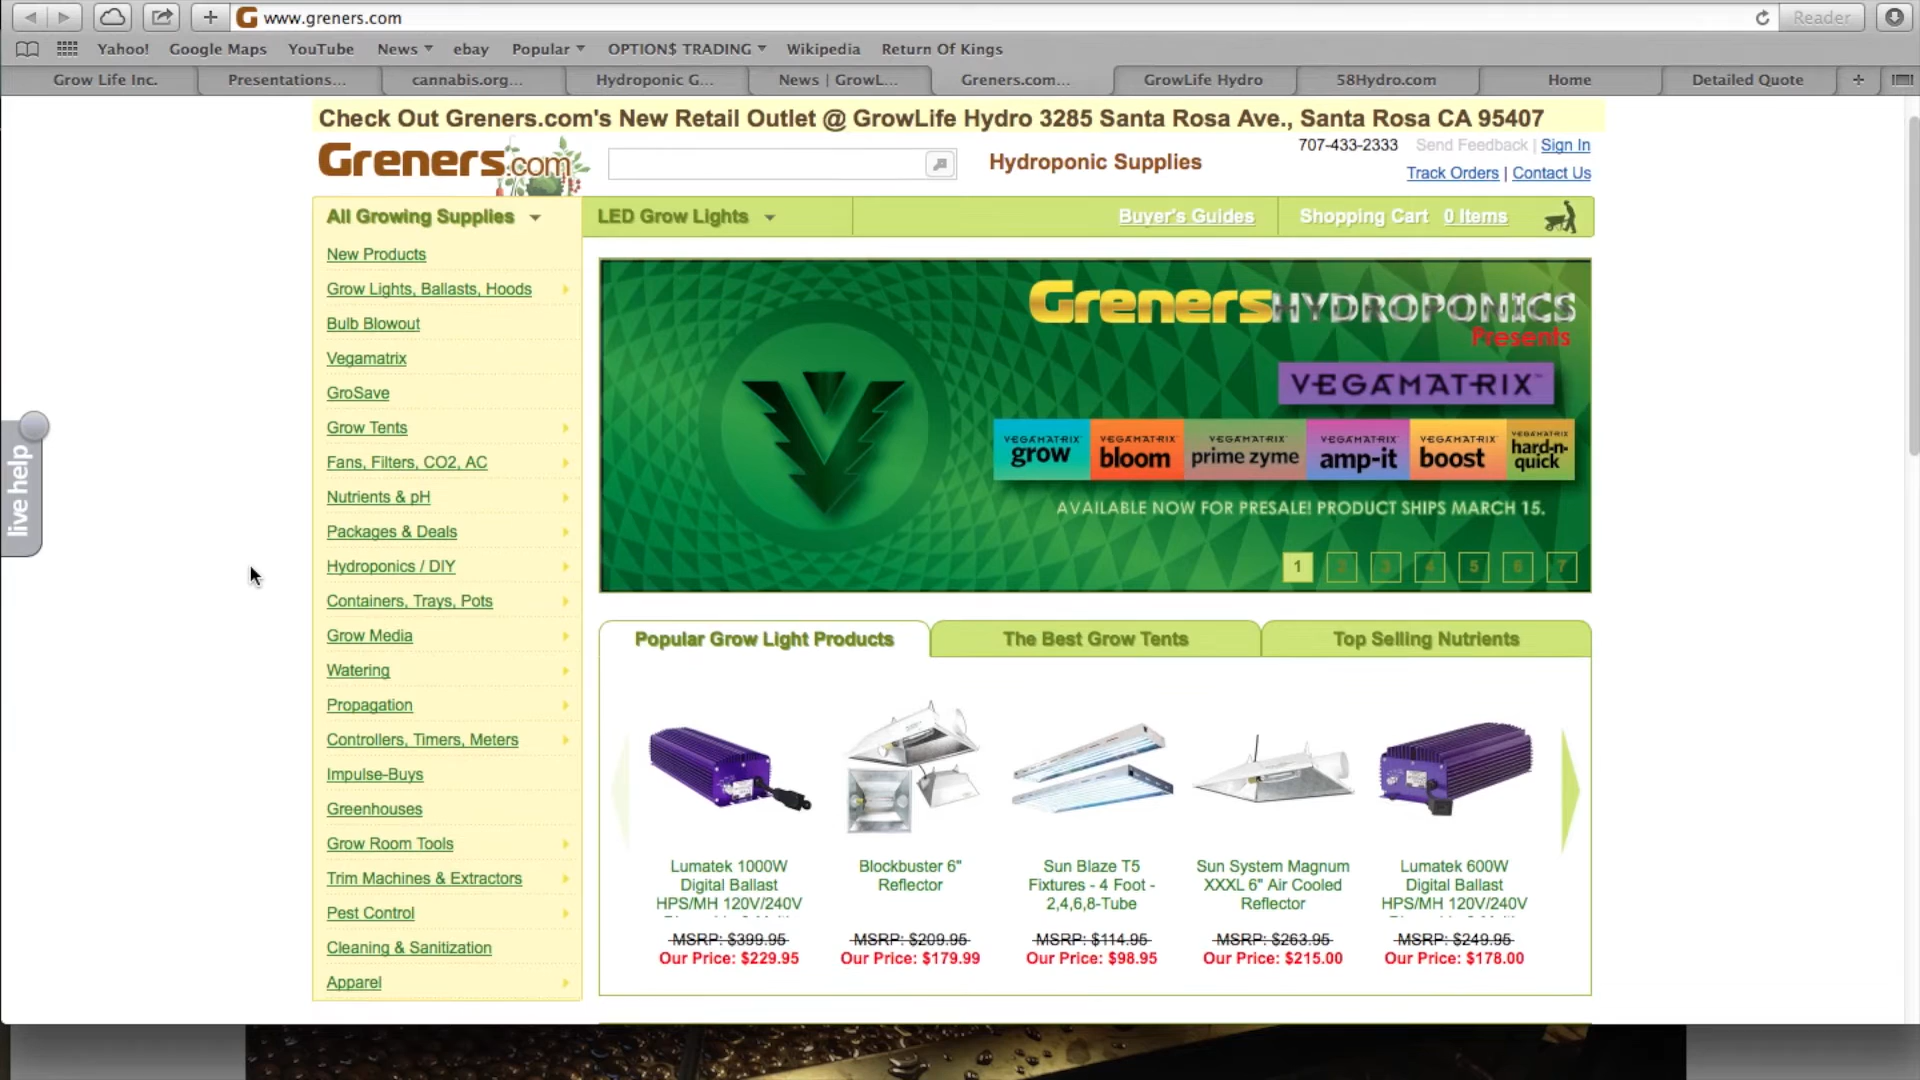 www.greners.com
Reader
Yahoo! Google Maps YouTube News ebay Popular OPTION$ TRADING Wikipedia Return Of Kings
Grow Life Inc. Presentations... cannabis.org... Hydroponic G... News | GrowL... Greners.com... GrowLife Hydro 58Hydro.com Home Detailed Quote
Check Out Greners.com's New Retail Outlet @ GrowLife Hydro 3285 Santa Rosa Ave., Santa Rosa CA 95407
Greners.com
Hydroponic Supplies
707-433-2333 Send Feedback | Sign In
Track Orders | Contact Us
All Growing Supplies
LED Grow Lights
Buyer's Guides
Shopping Cart 0 Items
New Products
Grow Lights, Ballasts, Hoods
Bulb Blowout
Vegamatrix
GroSave
Grow Tents
Fans, Filters, CO2, AC
Nutrients & pH
Packages & Deals
Hydroponics / DIY
Containers, Trays, Pots
Grow Media
Watering
Propagation
Controllers, Timers, Meters
Impulse-Buys
Greenhouses
Grow Room Tools
Trim Machines & Extractors
Pest Control
Cleaning & Sanitization
Apparel
live help
GrenersHYDROPONICS
Presents
VEGAMATRIX™
VEGAMATRIX grow
VEGAMATRIX bloom
VEGAMATRIX prime zyme
VEGAMATRIX amp-it
VEGAMATRIX boost
VEGAMATRIX hard-n-quick
AVAILABLE NOW FOR PRESALE! PRODUCT SHIPS MARCH 15.
1 2 3 4 5 6 7
Popular Grow Light Products
The Best Grow Tents
Top Selling Nutrients
Lumatek 1000W
Digital Ballast
HPS/MH 120V/240V
MSRP: $399.95
Our Price: $229.95
Blockbuster 6"
Reflector
MSRP: $209.95
Our Price: $179.99
Sun Blaze T5
Fixtures - 4 Foot -
2,4,6,8-Tube
MSRP: $114.95
Our Price: $98.95
Sun System Magnum
XXXL 6" Air Cooled
Reflector
MSRP: $263.95
Our Price: $215.00
Lumatek 600W
Digital Ballast
HPS/MH 120V/240V
MSRP: $249.95
Our Price: $178.00